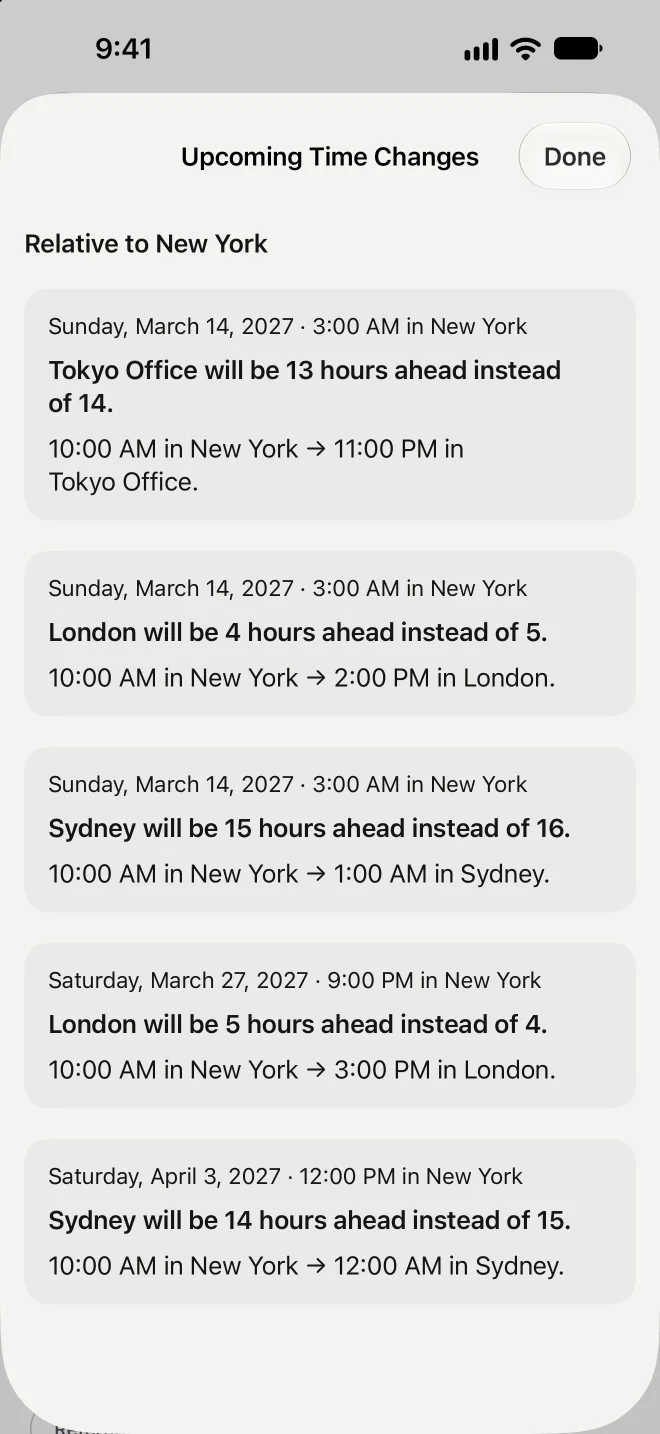 9:41
Upcoming Time Changes
Done
Relative to New York
Sunday, March 14, 2027 · 3:00 AM in New York
Tokyo Office will be 13 hours ahead instead
of 14.
10:00 AM in New York → 11:00 PM in
Tokyo Office.
Sunday, March 14, 2027 · 3:00 AM in New York
London will be 4 hours ahead instead of 5.
10:00 AM in New York → 2:00 PM in London.
Sunday, March 14, 2027 · 3:00 AM in New York
Sydney will be 15 hours ahead instead of 16.
10:00 AM in New York → 1:00 AM in Sydney.
Saturday, March 27, 2027 · 9:00 PM in New York
London will be 5 hours ahead instead of 4.
10:00 AM in New York → 3:00 PM in London.
Saturday, April 3, 2027 · 12:00 PM in New York
Sydney will be 14 hours ahead instead of 15.
10:00 AM in New York → 12:00 AM in Sydney.